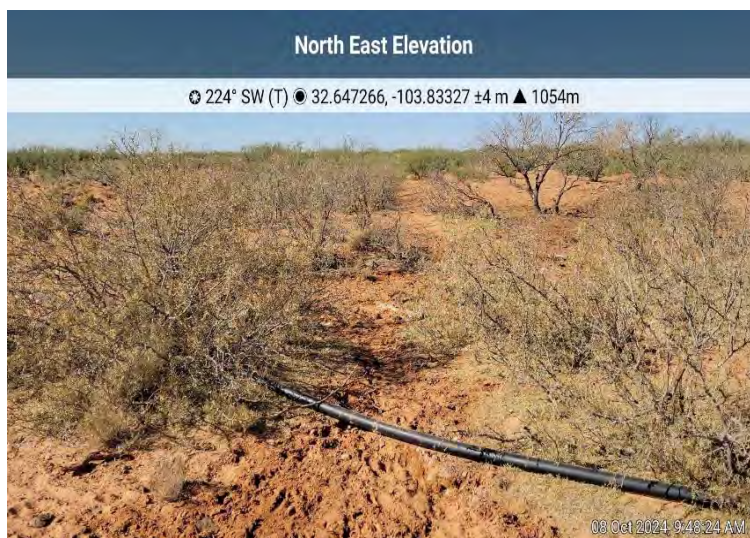 North East Elevation
224° SW (T) 32.647266, -103.83327 ±4 m ▲ 1054m
08 Oct 2024, 9:48:24 AM